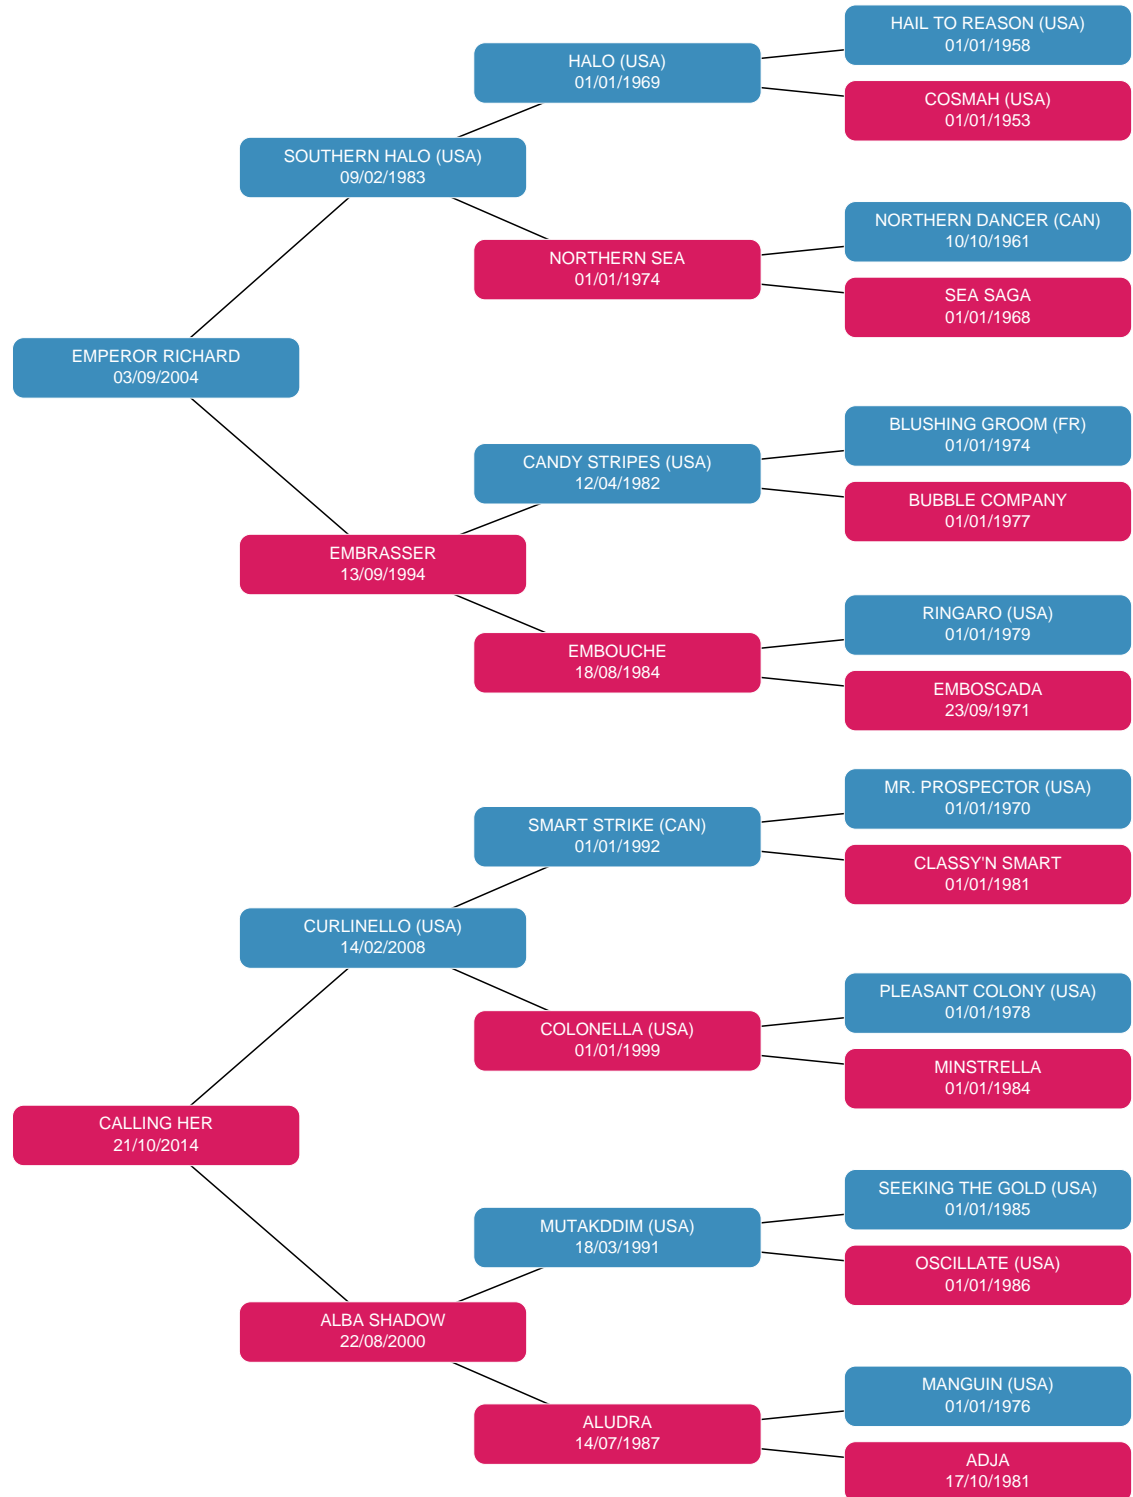 HAIL TO REASON (USA)
01/01/1958
HALO (USA)
01/01/1969
COSMAH (USA)
01/01/1953
SOUTHERN HALO (USA)
09/02/1983
NORTHERN DANCER (CAN)
10/10/1961
NORTHERN SEA
01/01/1974
SEA SAGA
01/01/1968
EMPEROR RICHARD
03/09/2004
BLUSHING GROOM (FR)
01/01/1974
CANDY STRIPES (USA)
12/04/1982
BUBBLE COMPANY
01/01/1977
EMBRASSER
13/09/1994
RINGARO (USA)
01/01/1979
EMBOUCHE
18/08/1984
EMBOSCADA
23/09/1971
MR. PROSPECTOR (USA)
01/01/1970
SMART STRIKE (CAN)
01/01/1992
CLASSY'N SMART
01/01/1981
CURLINELLO (USA)
14/02/2008
PLEASANT COLONY (USA)
01/01/1978
COLONELLA (USA)
01/01/1999
MINSTRELLA
01/01/1984
CALLING HER
21/10/2014
SEEKING THE GOLD (USA)
01/01/1985
MUTAKDDIM (USA)
18/03/1991
OSCILLATE (USA)
01/01/1986
ALBA SHADOW
22/08/2000
MANGUIN (USA)
01/01/1976
ALUDRA
14/07/1987
ADJA
17/10/1981